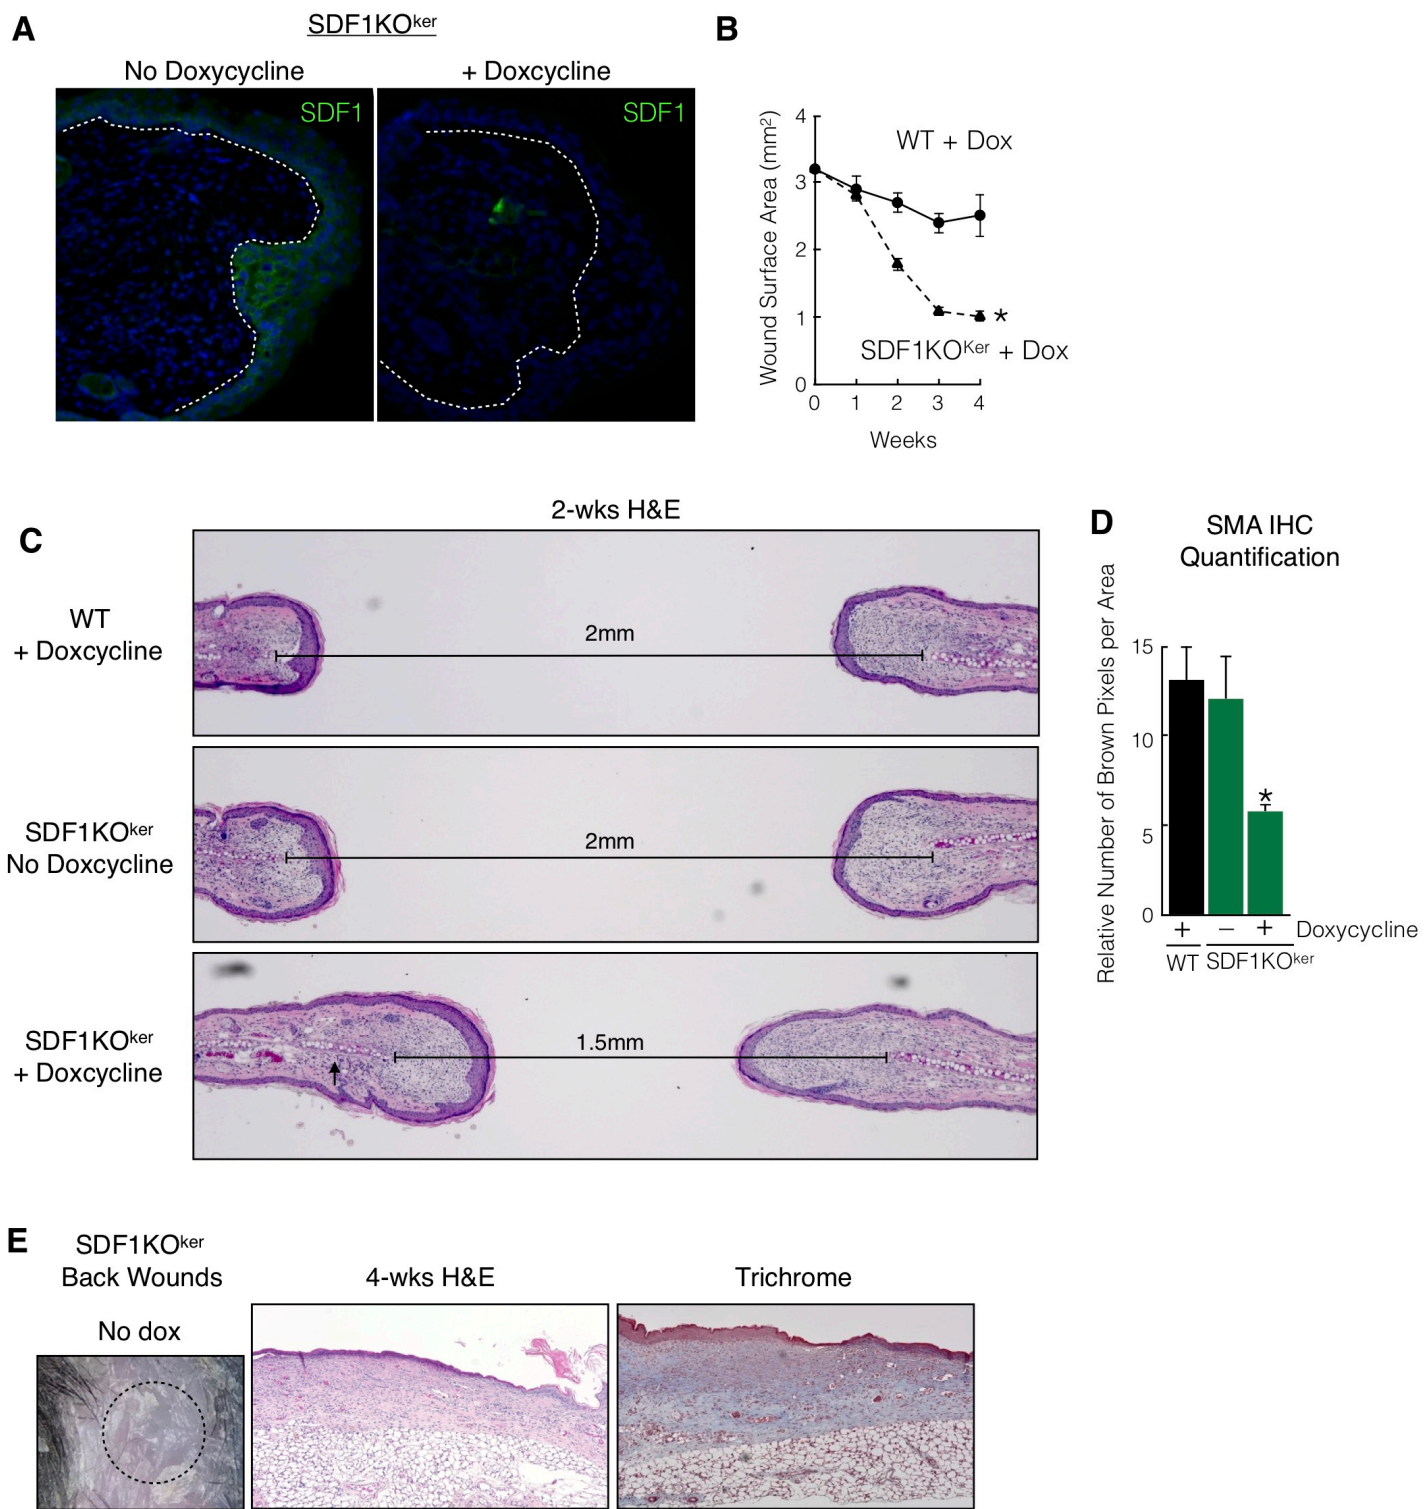 A
SDF1KOker
No Doxycycline
+ Doxcycline
SDF1
SDF1
B
Wound Surface Area (mm2)
4
3
2
1
0
WT + Dox
SDF1KOKer + Dox
*
0 1 2 3 4
Weeks
C
2-wks H&E
WT
+ Doxcycline
2mm
SDF1KOker
No Doxcycline
2mm
SDF1KOker
+ Doxcycline
1.5mm
D
SMA IHC
Quantification
Relative Number of Brown Pixels per Area
15
10
5
0
*
+ – + Doxycycline
WT SDF1KOker
E
SDF1KOker
Back Wounds
4-wks H&E
Trichrome
No dox